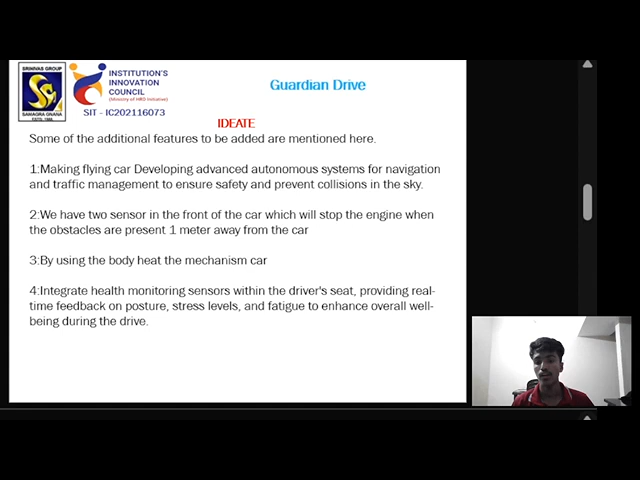 SRINIVAS GROUP
SAMAGRA GNANA
ESTD: 1988
INSTITUTION'S
INNOVATION
COUNCIL
(Ministry of HRD Initiative)
SIT - IC202116073
Guardian Drive
IDEATE
Some of the additional features to be added are mentioned here.
1:Making flying car Developing advanced autonomous systems for navigation
and traffic management to ensure safety and prevent collisions in the sky.
2:We have two sensor in the front of the car which will stop the engine when
the obstacles are present 1 meter away from the car
3:By using the body heat the mechanism car
4:Integrate health monitoring sensors within the driver's seat, providing real-
time feedback on posture, stress levels, and fatigue to enhance overall well-
being during the drive.